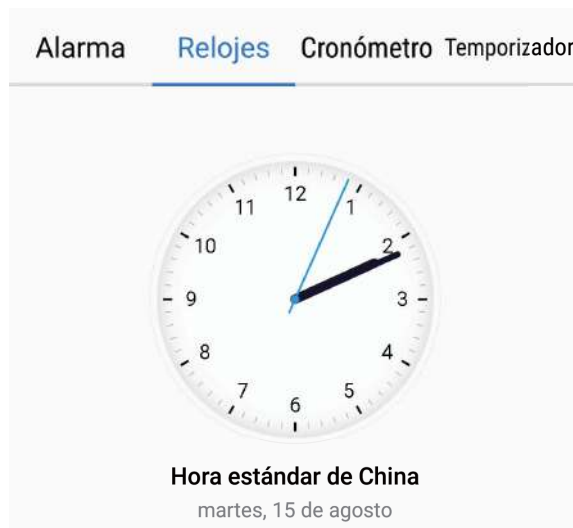 Alarma Relojes Cronómetro Temporizador
12
11 1
10 2
9 3
8 4
7 5
6
Hora estándar de China
martes, 15 de agosto